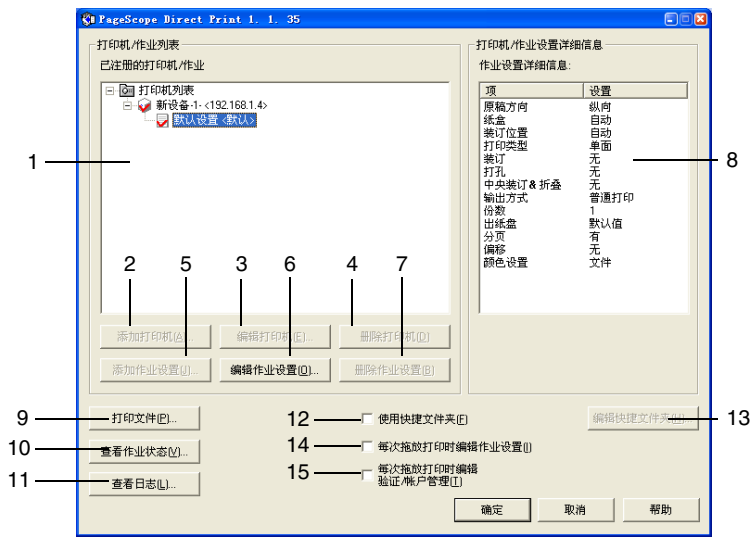 PageScope Direct Print 1. 1. 35
打印机/作业列表
已注册的打印机/作业
打印机列表
新设备-1-<192.168.1.4>
默认设置 <默认>
1
2
5
3
6
4
7
添加打印机(A)...
编辑打印机(E)...
删除打印机(D)
添加作业设置(J)...
编辑作业设置(O)...
删除作业设置(B)
打印机/作业设置详细信息
作业设置详细信息:
项 设置
原稿方向 纵向
纸盒 自动
装订位置 自动
打印类型 单面
装订 无
打孔 无
中央装订& 折叠 无
输出方式 普通打印
份数 1
出纸盘 默认值
分页 有
偏移 无
颜色设置 文件
8
9 打印文件(P)...
10 查看作业状态(V)...
11 查看日志(L)...
12 使用快捷文件夹(F)
编辑快捷文件夹(H)... 13
14 每次拖放打印时编辑作业设置(I)
15 每次拖放打印时编辑
验证/帐户管理(T)
确定 取消 帮助